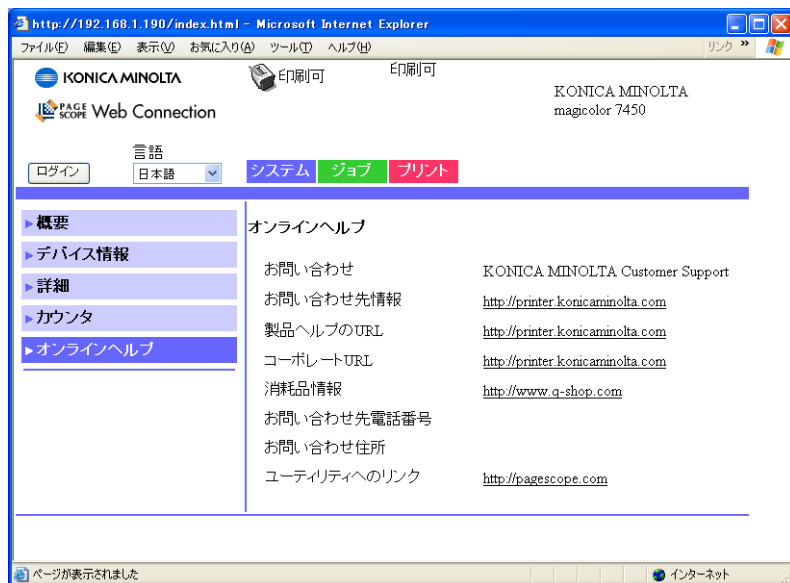 http://192.168.1.190/index.html - Microsoft Internet Explorer
ファイル(F) 編集(E) 表示(V) お気に入り(A) ツール(T) ヘルプ(H) リンク »
KONICA MINOLTA
印刷可
印刷可
KONICA MINOLTA
magicolor 7450
PAGE SCOPE Web Connection
言語
ログイン
日本語
システム
ジョブ
プリント
概要
デバイス情報
詳細
カウンタ
オンラインヘルプ
オンラインヘルプ
お問い合わせ KONICA MINOLTA Customer Support
お問い合わせ先情報 http://printer.konicaminolta.com
製品ヘルプのURL http://printer.konicaminolta.com
コーポレートURL http://printer.konicaminolta.com
消耗品情報 http://www.q-shop.com
お問い合わせ先電話番号
お問い合わせ住所
ユーティリティへのリンク http://pagescope.com
ページが表示されました インターネット